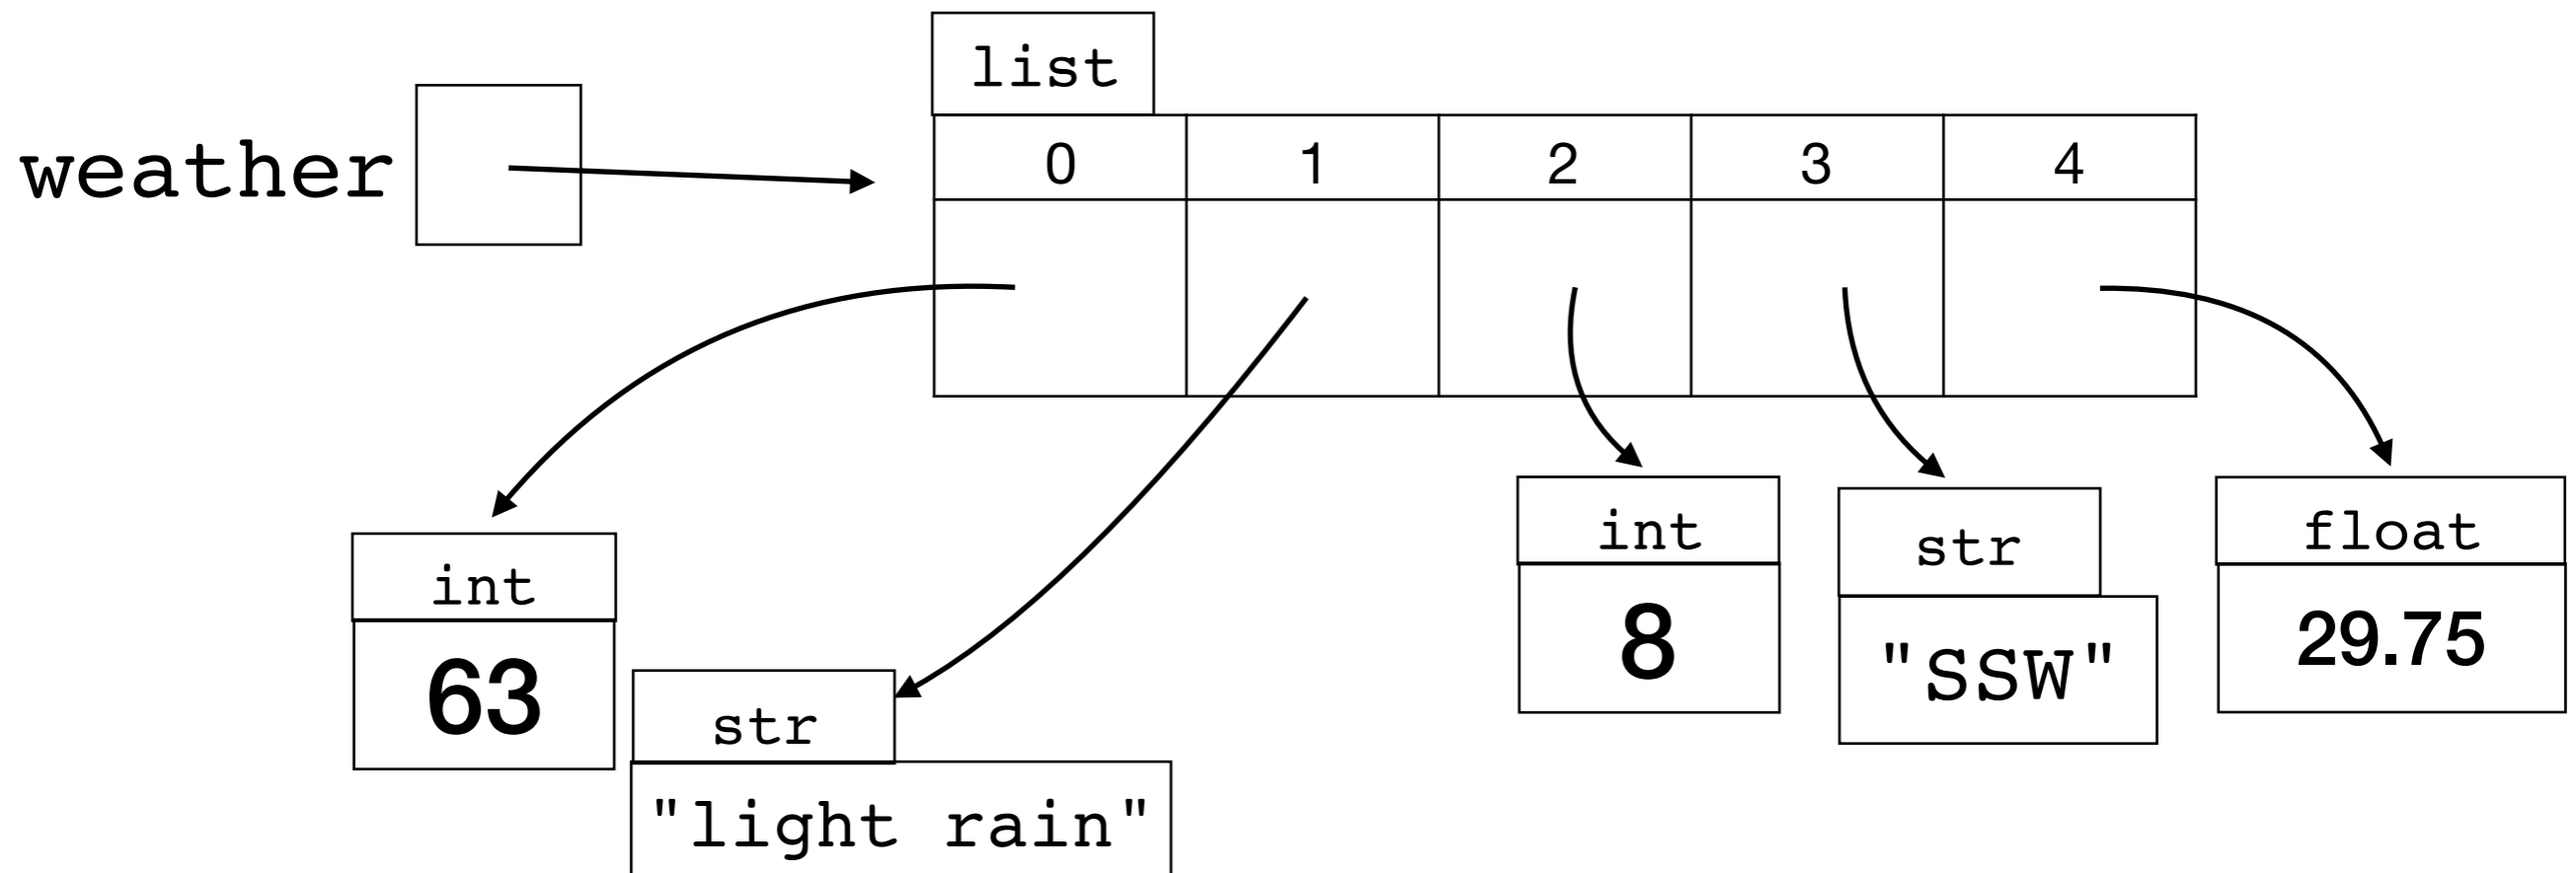 list
weather
0 1 2 3 4
int
63
str
"light rain"
int
8
str
"SSW"
float
29.75